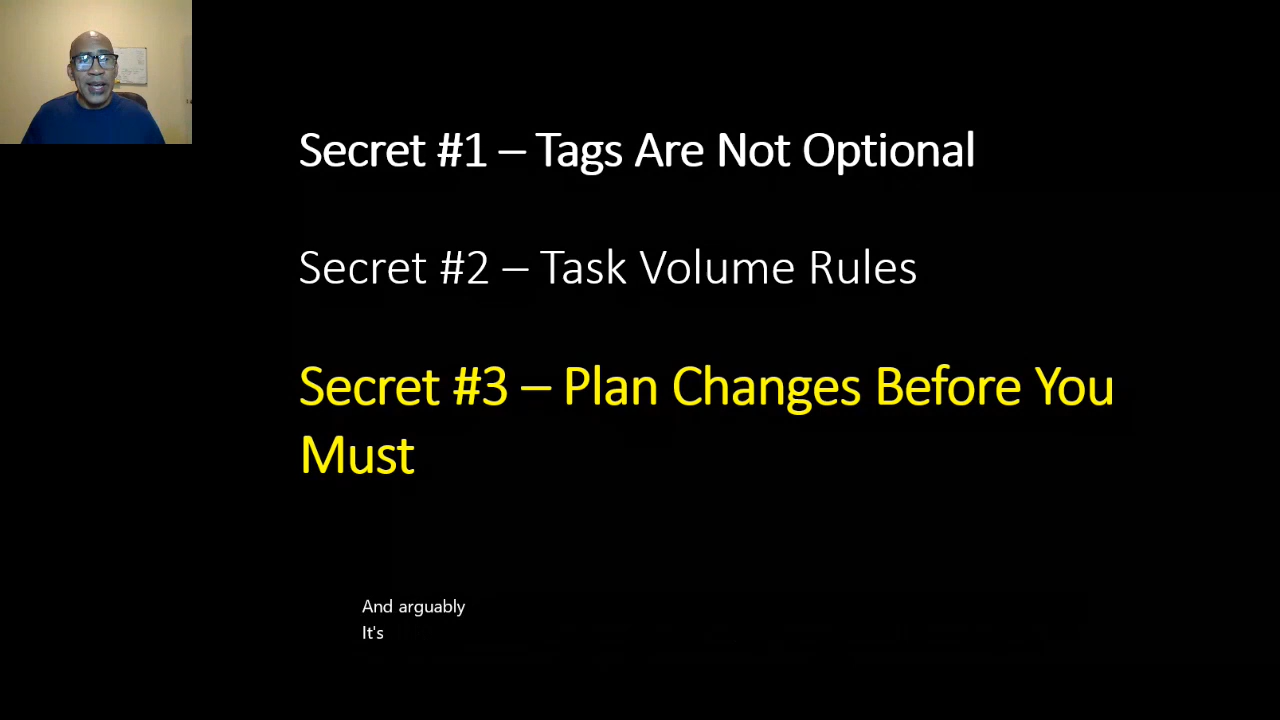 Secret #1 – Tags Are Not Optional
Secret #2 – Task Volume Rules
Secret #3 – Plan Changes Before You
Must
And arguably
It's